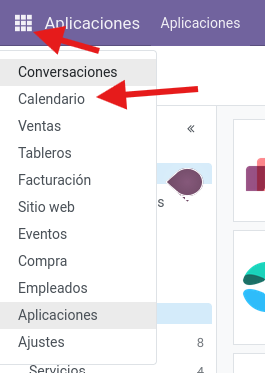 Aplicaciones Aplicaciones
Conversaciones
Calendario
Ventas
Tableros
Facturación
Sitio web
Eventos
Compra
Empleados
Aplicaciones
Ajustes 8
Servicios 4
«
s